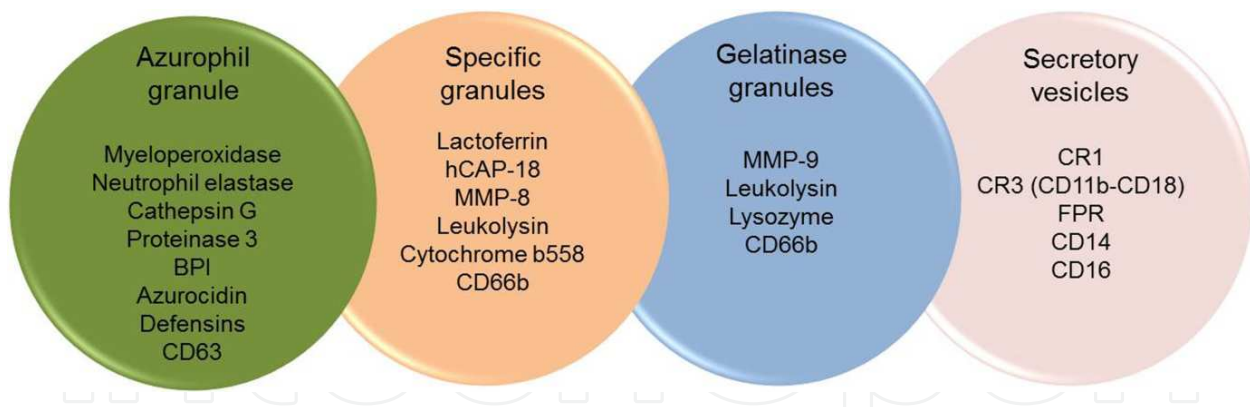 Azurophil
granule
Myeloperoxidase
Neutrophil elastase
Cathepsin G
Proteinase 3
BPI
Azurocidin
Defensins
CD63
Specific
granules
Lactoferrin
hCAP-18
MMP-8
Leukolysin
Cytochrome b558
CD66b
Gelatinase
granules
MMP-9
Leukolysin
Lysozyme
CD66b
Secretory
vesicles
CR1
CR3 (CD11b-CD18)
FPR
CD14
CD16